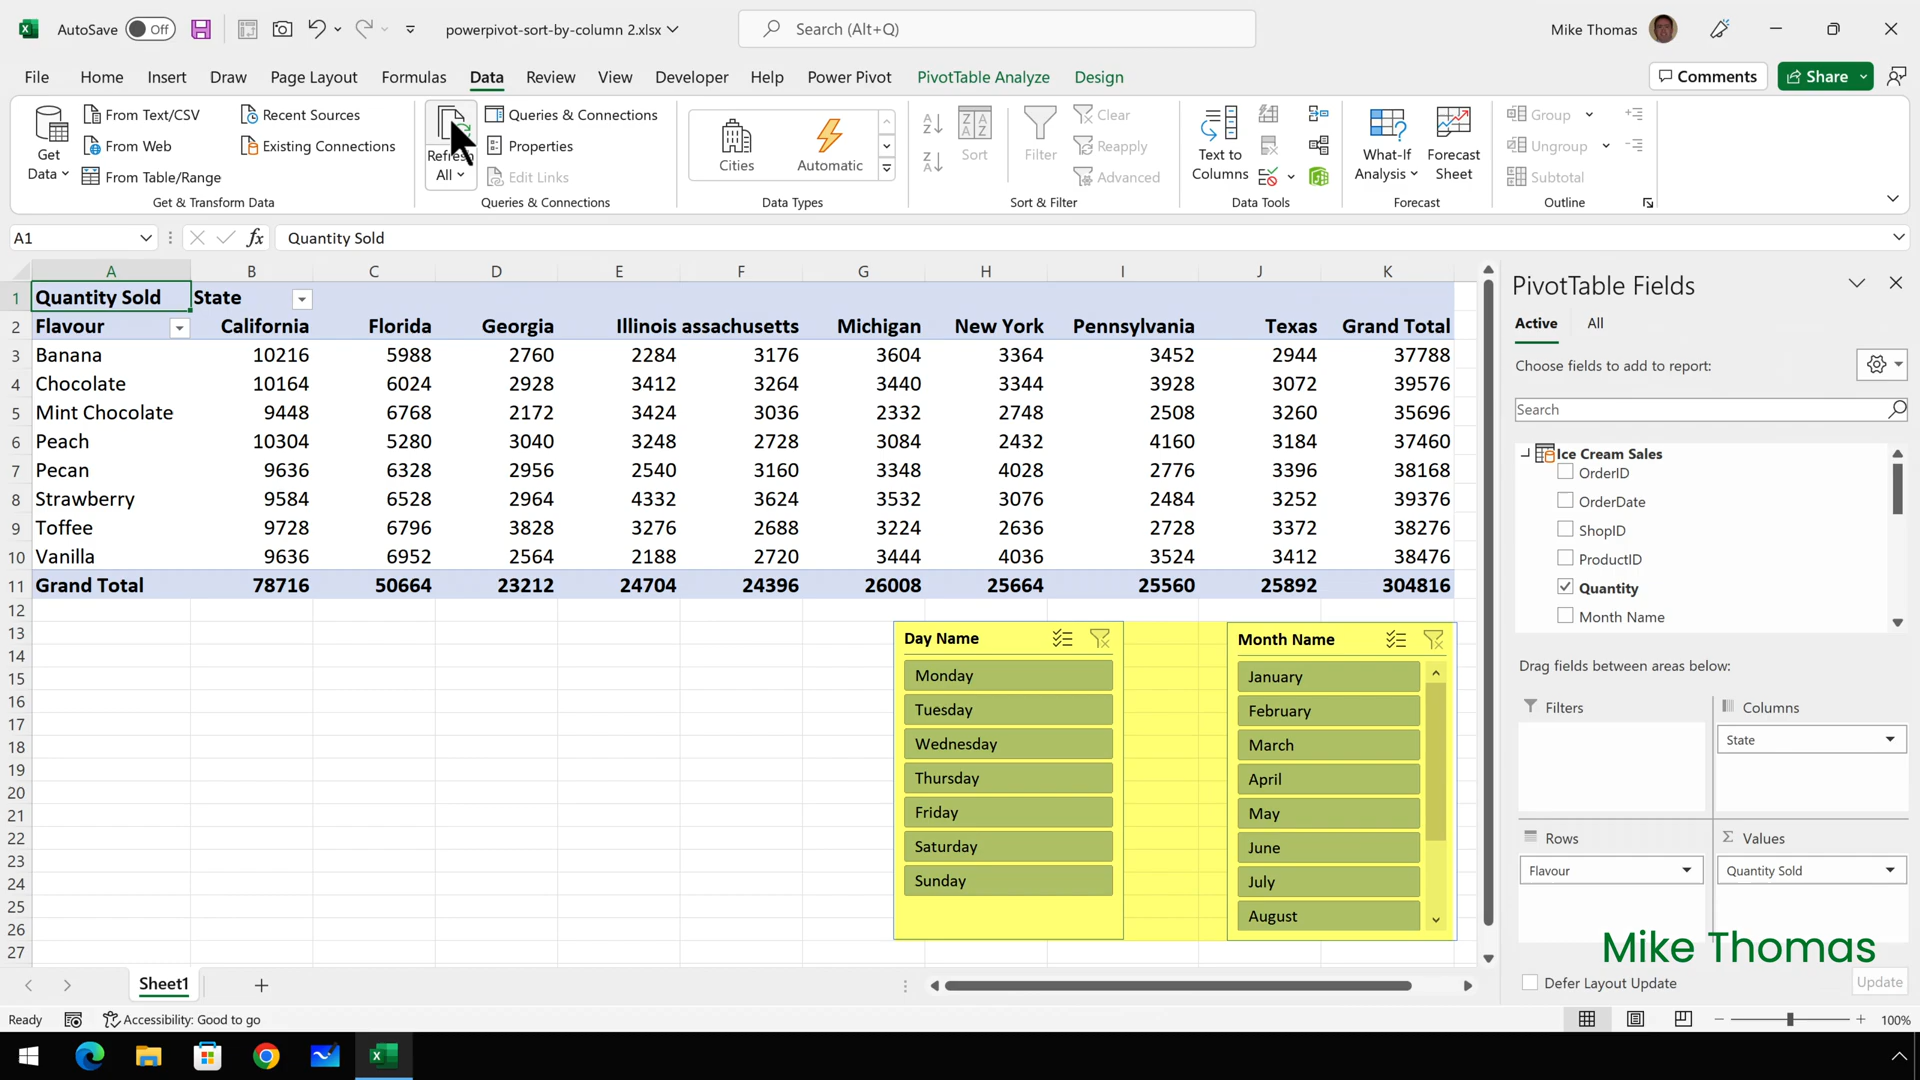 AutoSave Off powerpivot-sort-by-column 2.xlsx Search (Alt+Q) Mike Thomas
File Home Insert Draw Page Layout Formulas Data Review View Developer Help Power Pivot PivotTable Analyze Design Comments Share
Get Data
From Text/CSV
From Web
From Table/Range
Recent Sources
Existing Connections
Get & Transform Data
Refresh All
Queries & Connections
Properties
Edit Links
Queries & Connections
Cities
Automatic
Data Types
Sort
Filter
Clear
Reapply
Advanced
Sort & Filter
Text to Columns
Data Tools
What-If Analysis
Forecast Sheet
Forecast
Group
Ungroup
Subtotal
Outline
A1 fx Quantity Sold
A B C D E F G H I J K
1 Quantity Sold State
2 Flavour California Florida Georgia Illinois assachusetts Michigan New York Pennsylvania Texas Grand Total
3 Banana 10216 5988 2760 2284 3176 3604 3364 3452 2944 37788
4 Chocolate 10164 6024 2928 3412 3264 3440 3344 3928 3072 39576
5 Mint Chocolate 9448 6768 2172 3424 3036 2332 2748 2508 3260 35696
6 Peach 10304 5280 3040 3248 2728 3084 2432 4160 3184 37460
7 Pecan 9636 6328 2956 2540 3160 3348 4028 2776 3396 38168
8 Strawberry 9584 6528 2964 4332 3624 3532 3076 2484 3252 39376
9 Toffee 9728 6796 3828 3276 2688 3224 2636 2728 3372 38276
10 Vanilla 9636 6952 2564 2188 2720 3444 4036 3524 3412 38476
11 Grand Total 78716 50664 23212 24704 24396 26008 25664 25560 25892 304816
12
13
14
15
16
17
18
19
20
21
22
23
24
25
26
27
Day Name
Monday
Tuesday
Wednesday
Thursday
Friday
Saturday
Sunday
Month Name
January
February
March
April
May
June
July
August
PivotTable Fields
Active All
Choose fields to add to report:
Search
Ice Cream Sales
OrderID
OrderDate
ShopID
ProductID
Quantity
Month Name
Drag fields between areas below:
Filters
Columns
State
Rows
Flavour
Values
Quantity Sold
Mike Thomas
Defer Layout Update Update
Sheet1
Ready Accessibility: Good to go 100%